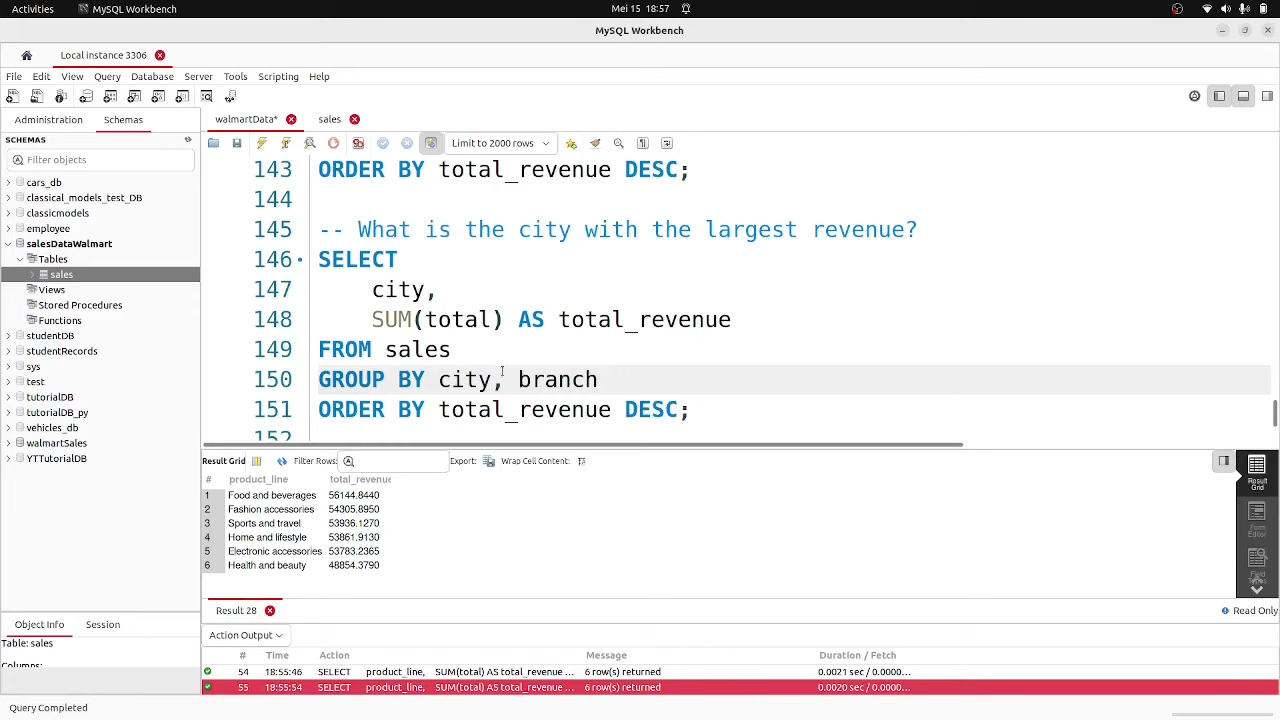 Activities MySQL Workbench Mei 15 18:57
MySQL Workbench
Local instance 3306
File Edit View Query Database Server Tools Scripting Help
Administration Schemas walmartData* sales
SCHEMAS
Filter objects
Limit to 2000 rows
cars_db
classical_models_test_DB
classicmodels
employee
salesDataWalmart
Tables
sales
Views
Stored Procedures
Functions
studentDB
studentRecords
sys
test
tutorialDB
tutorialDB_py
vehicles_db
walmartSales
YTTutorialDB
143 ORDER BY total_revenue DESC;
144
145 -- What is the city with the largest revenue?
146 SELECT
147 city,
148 SUM(total) AS total_revenue
149 FROM sales
150 GROUP BY city, branch
151 ORDER BY total_revenue DESC;
152
Result Grid Filter Rows: Export: Wrap Cell Content:
# product_line total_revenue
1 Food and beverages 56144.8440
2 Fashion accessories 54305.8950
3 Sports and travel 53936.1270
4 Home and lifestyle 53861.9130
5 Electronic accessories 53783.2365
6 Health and beauty 48854.3790
Result Grid
Form Editor
Field Types
Result 28 Read Only
Object Info Session
Table: sales
Columns:
Action Output
# Time Action Message Duration / Fetch
54 18:55:46 SELECT product_line, SUM(total) AS total_revenue ... 6 row(s) returned 0.0021 sec / 0.0000...
55 18:55:54 SELECT product_line, SUM(total) AS total_revenue ... 6 row(s) returned 0.0020 sec / 0.0000...
Query Completed